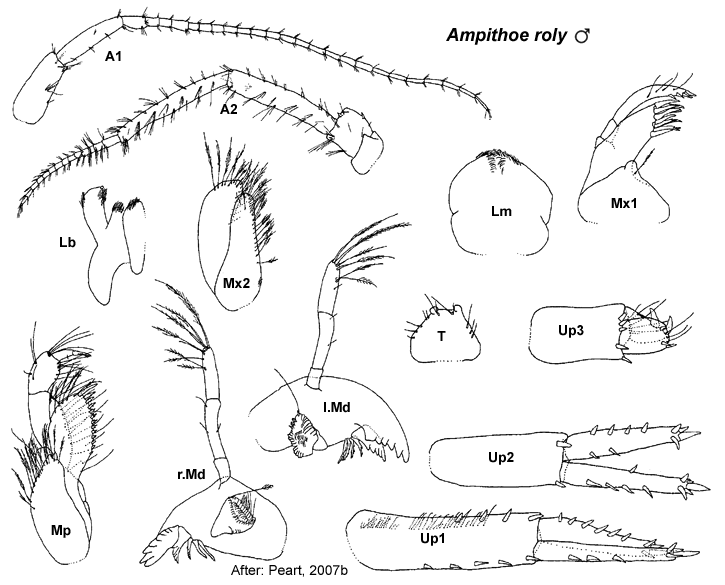 Ampithoe roly ♂
A1
A2
Lm
Mx1
Lb
Mx2
T
Up3
l.Md
Up2
r.Md
Mp
Up1
After: Peart, 2007b